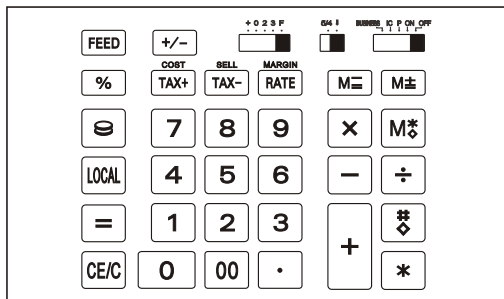 + 0 2 3 F 5/4 BUSINESS IC P ON OFF
FEED +/−
COST SELL MARGIN
% TAX+ TAX− RATE M= M±
7 8 9 × M*◇
LOCAL 4 5 6 − ÷
= 1 2 3 + #◇
CE/C 0 00 · *